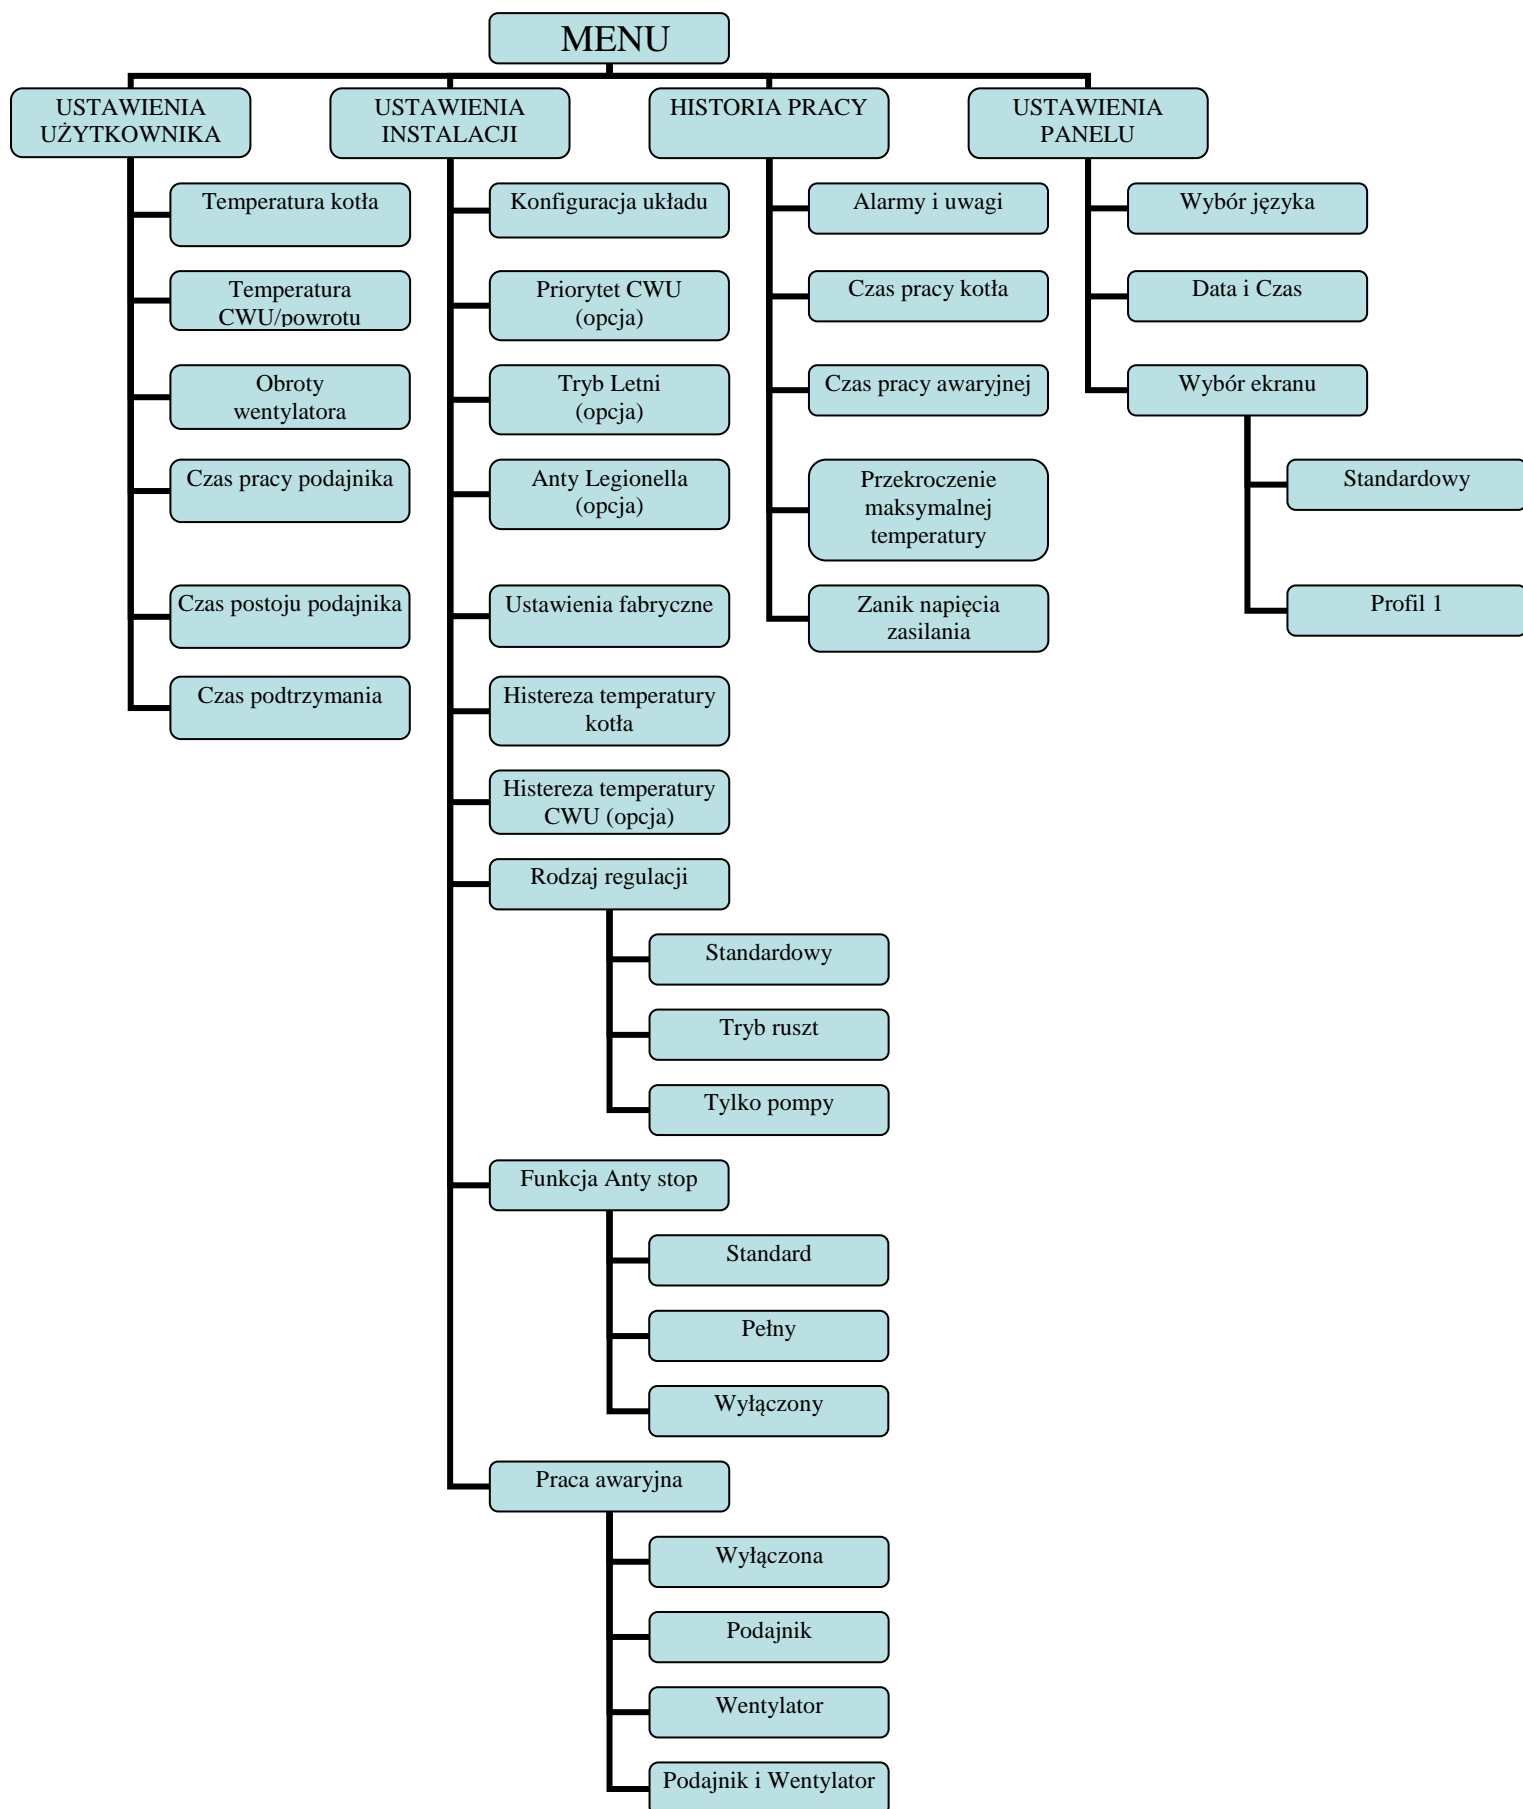 MENU
USTAWIENIA
UŻYTKOWNIKA
Temperatura kotła
Temperatura
CWU/powrotu
Obroty
wentylatora
Czas pracy podajnika
Czas postoju podajnika
Czas podtrzymania
USTAWIENIA
INSTALACJI
Konfiguracja układu
Priorytet CWU
(opcja)
Tryb Letni
(opcja)
Anty Legionella
(opcja)
Ustawienia fabryczne
Histereza temperatury
kotła
Histereza temperatury
CWU (opcja)
Rodzaj regulacji
Standardowy
Tryb ruszt
Tylko pompy
Funkcja Anty stop
Standard
Pełny
Wyłączony
Praca awaryjna
Wyłączona
Podajnik
Wentylator
Podajnik i Wentylator
HISTORIA PRACY
Alarmy i uwagi
Czas pracy kotła
Czas pracy awaryjnej
Przekroczenie
maksymalnej
temperatury
Zanik napięcia
zasilania
USTAWIENIA
PANELU
Wybór języka
Data i Czas
Wybór ekranu
Standardowy
Profil 1